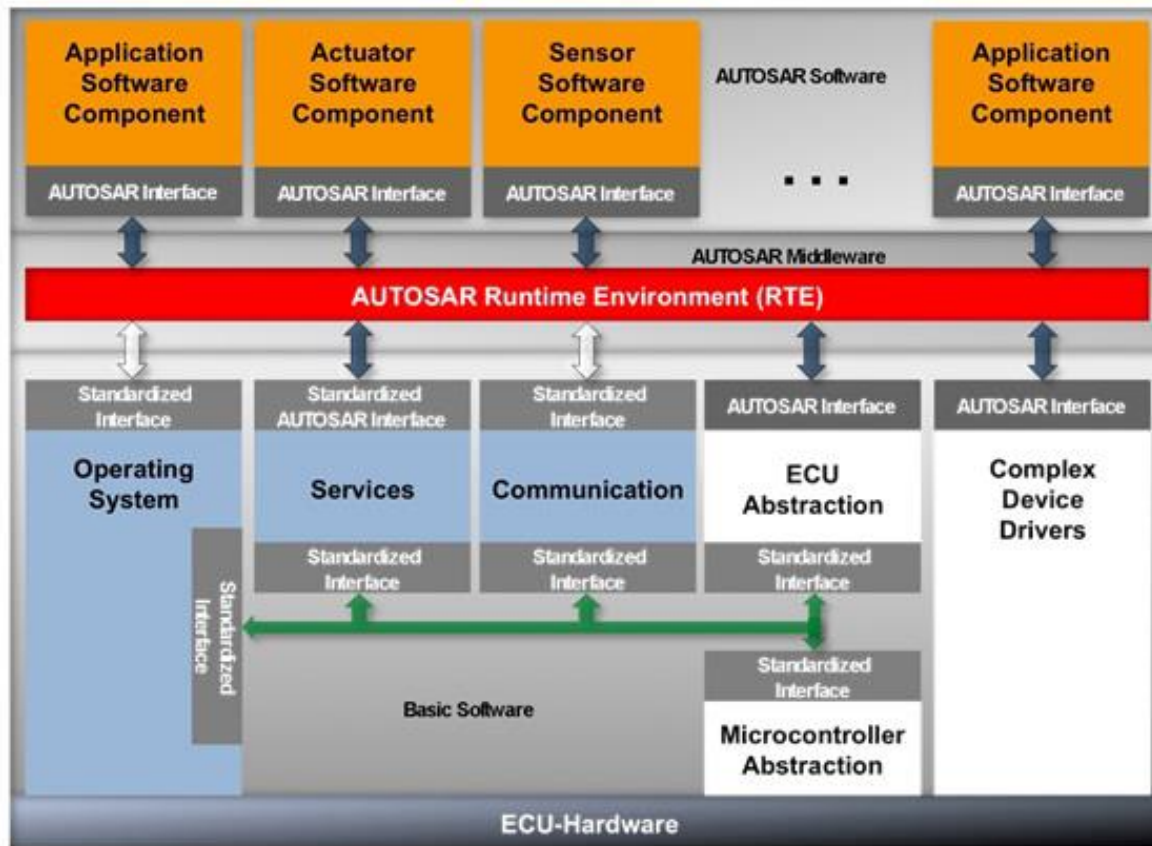 Application
Software
Component
AUTOSAR Interface
Actuator
Software
Component
AUTOSAR Interface
Sensor
Software
Component
AUTOSAR Interface
AUTOSAR Software
...
Application
Software
Component
AUTOSAR Interface
AUTOSAR Middleware
AUTOSAR Runtime Environment (RTE)
Standardized
Interface
Operating
System
Standardized
Interface
Standardized
AUTOSAR Interface
Services
Standardized
Interface
Standardized
Interface
Communication
Standardized
Interface
AUTOSAR Interface
ECU
Abstraction
Standardized
Interface
AUTOSAR Interface
Complex
Device
Drivers
Standardized
Interface
Microcontroller
Abstraction
Basic Software
ECU-Hardware